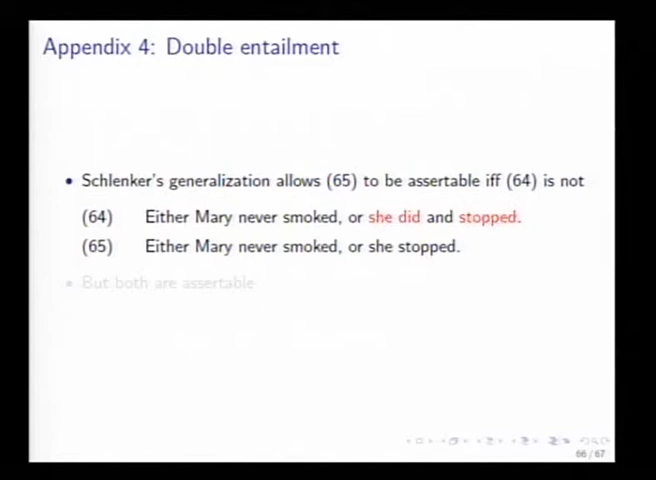 Appendix 4: Double entailment
• Schlenker's generalization allows (65) to be assertable iff (64) is not
(64) Either Mary never smoked, or she did and stopped.
(65) Either Mary never smoked, or she stopped.
• But both are assertable
66 / 67